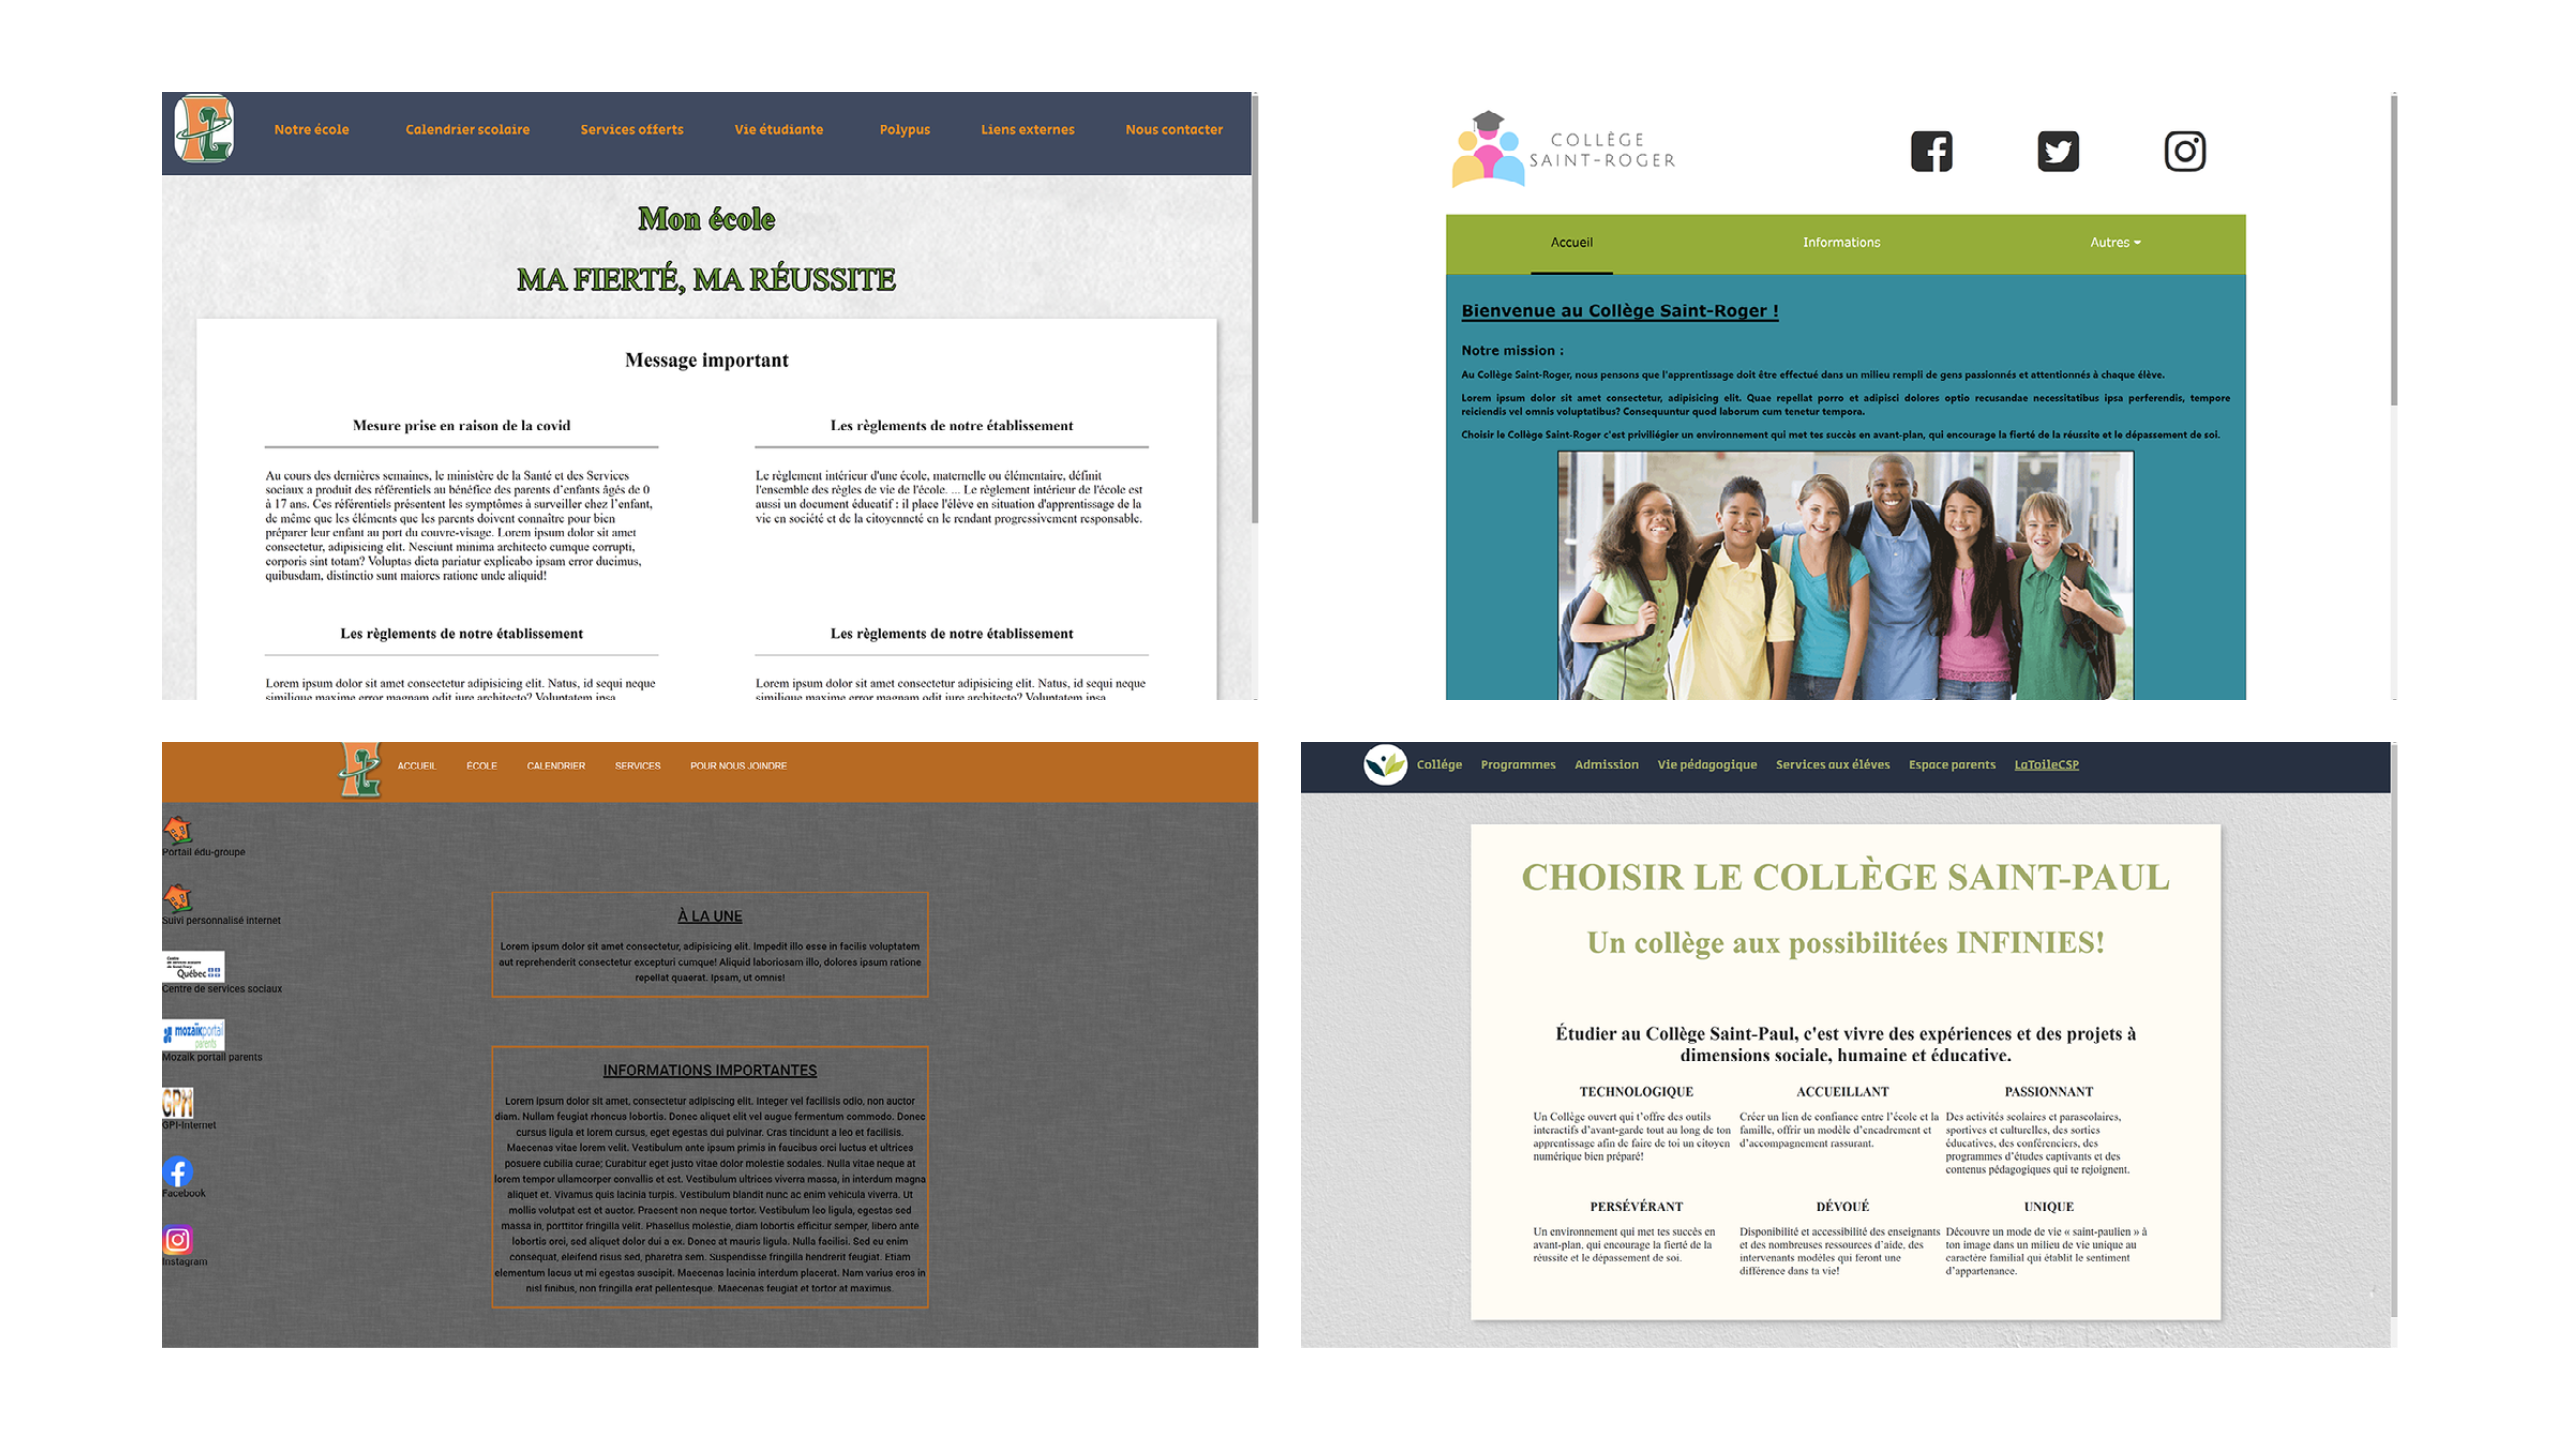 Notre école
Calendrier scolaire
Services offerts
Vie étudiante
Polypus
Liens externes
Nous contacter
Mon école
MA FIERTÉ, MA RÉUSSITE
Message important
Mesure prise en raison de la covid
Au cours des dernières semaines, le ministère de la Santé et des Services
sociaux a produit des référentiels au bénéfice des parents d'enfants âgés de 0
à 17 ans. Ces référentiels présentent les symptômes à surveiller chez l'enfant,
de même que les éléments que les parents doivent connaître pour bien
préparer leur enfant au port du couvre-visage. Lorem ipsum dolor sit amet
consectetur, adipisicing elit. Nesciunt minima architecto cumque corrupti,
corporis sint totam? Voluptas dicta pariatur explicabo ipsam error ducimus,
quibusdam, distinctio sunt maiores ratione unde aliquid!
Les règlements de notre établissement
Le règlement intérieur d'une école, maternelle ou élémentaire, définit
l'ensemble des règles de vie de l'école. ... Le règlement intérieur de l'école est
aussi un document éducatif : il place l'élève en situation d'apprentissage de la
vie en société et de la citoyenneté en le rendant progressivement responsable.
Les règlements de notre établissement
Lorem ipsum dolor sit amet consectetur adipisicing elit. Natus, id sequi neque
similique maxime error magnam odit iure architecto? Voluptatem ipsa
Les règlements de notre établissement
Lorem ipsum dolor sit amet consectetur adipisicing elit. Natus, id sequi neque
similique maxime error magnam odit iure architecto? Voluptatem ipsa
COLLÈGE
SAINT-ROGER
Accueil
Informations
Autres
Bienvenue au Collège Saint-Roger !
Notre mission :
Au Collège Saint-Roger, nous pensons que l'apprentissage doit être effectué dans un milieu rempli de gens passionnés et attentionnés à chaque élève.
Lorem ipsum dolor sit amet consectetur, adipisicing elit. Quae repellat porro et adipisci dolores optio recusandae necessitatibus ipsa perferendis, tempore
reiciendis vel omnis voluptatibus? Consequuntur quod laborum cum tenetur tempora.
Choisir le Collège Saint-Roger c'est priviliégier un environnement qui met tes succès en avant-plan, qui encourage la fierté de la réussite et le dépassement de soi.
ACCUEIL
ÉCOLE
CALENDRIER
SERVICES
POUR NOUS JOINDRE
Portail édu-groupe
Suivi personnalisé internet
Québec
Centre de services sociaux
mozaïkportail
parents
Mozaïk portail parents
GPI
GPI-Internet
Facebook
Instagram
À LA UNE
Lorem ipsum dolor sit amet consectetur, adipisicing elit. Impedit illo esse in facilis voluptatem
aut reprehenderit consectetur excepturi cumque! Aliquid laboriosam illo, dolores ipsum ratione
repellat quaerat. Ipsam, ut omnis!
INFORMATIONS IMPORTANTES
Lorem ipsum dolor sit amet, consectetur adipiscing elit. Integer vel facilisis odio, non auctor
diam. Nullam feugiat rhoncus lobortis. Donec aliquet elit vel augue fermentum commodo. Donec
cursus ligula et lorem cursus, eget egestas dui pulvinar. Cras tincidunt a leo et facilisis.
Maecenas vitae lorem velit. Vestibulum ante ipsum primis in faucibus orci luctus et ultrices
posuere cubilia curae; Curabitur eget justo vitae dolor molestie sodales. Nulla vitae neque at
lorem tempor ullamcorper convallis et est. Vestibulum ultrices viverra massa, in interdum magna
aliquet et. Vivamus quis lacinia turpis. Vestibulum blandit nunc ac enim vehicula viverra. Ut
mollis volutpat est et auctor. Praesent non neque tortor. Vestibulum leo ligula, egestas sed
massa in, porttitor fringilla velit. Phasellus molestie, diam lobortis efficitur semper, libero ante
lobortis orci, sed aliquet dolor dui a ex. Donec at mauris ligula. Nulla facilisi. Sed eu enim
consequat, eleifend risus sed, pharetra sem. Suspendisse fringilla hendrerit feugiat. Etiam
elementum lacus ut mi egestas suscipit. Maecenas lacinia interdum placerat. Nam varius eros in
nisl finibus, non fringilla erat pellentesque. Maecenas feugiat et tortor at maximus.
Collége
Programmes
Admission
Vie pédagogique
Services aux éléves
Espace parents
LaToileCSP
CHOISIR LE COLLÈGE SAINT-PAUL
Un collège aux possibilitées INFINIES!
Étudier au Collège Saint-Paul, c'est vivre des expériences et des projets à
dimensions sociale, humaine et éducative.
TECHNOLOGIQUE
Un Collège ouvert qui t'offre des outils
interactifs d'avant-garde tout au long de ton
apprentissage afin de faire de toi un citoyen
numérique bien préparé!
ACCUEILLANT
Créer un lien de confiance entre l'école et la
famille, offrir un modèle d'encadrement et
d'accompagnement rassurant.
PASSIONNANT
Des activités scolaires et parascolaires,
sportives et culturelles, des sorties
éducatives, des conférenciers, des
programmes d'études captivants et des
contenus pédagogiques qui te rejoignent.
PERSÉVÉRANT
Un environnement qui met tes succès en
avant-plan, qui encourage la fierté de la
réussite et le dépassement de soi.
DÉVOUÉ
Disponibilité et accessibilité des enseignants
et des nombreuses ressources d'aide, des
intervenants modèles qui feront une
différence dans ta vie!
UNIQUE
Découvre un mode de vie « saint-paulien » à
ton image dans un milieu de vie unique au
caractère familial qui établit le sentiment
d'appartenance.